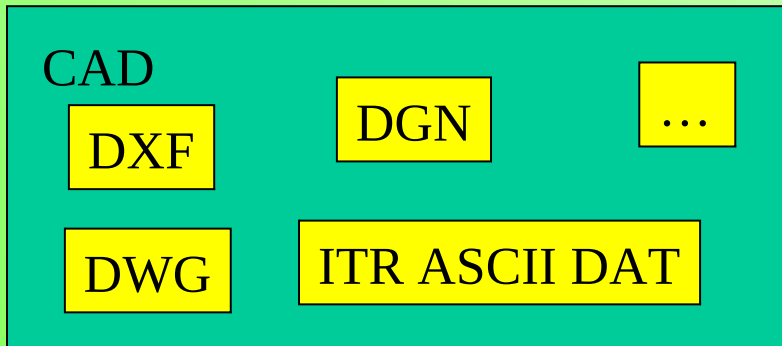 CAD
DXF
DGN
…
DWG
ITR ASCII DAT